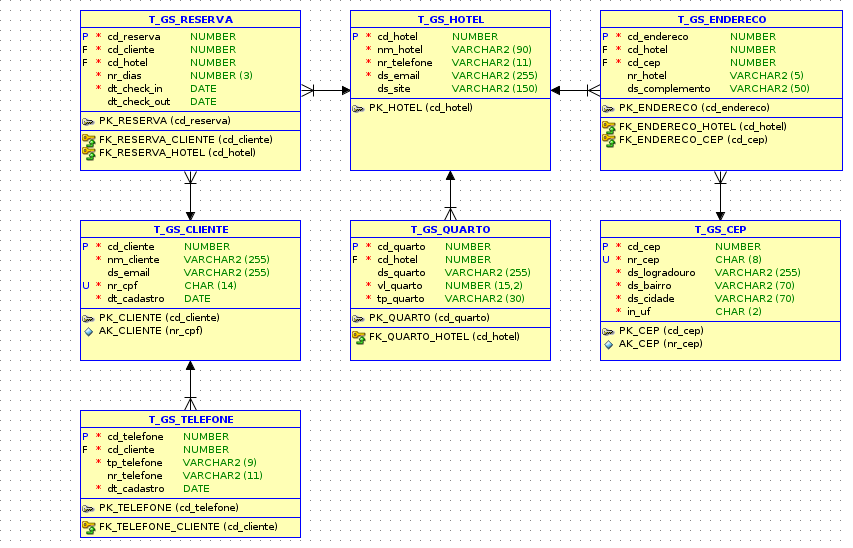 T_GS_RESERVA
P * cd_reserva NUMBER
F * cd_cliente NUMBER
F * cd_hotel NUMBER
* nr_dias NUMBER (3)
* dt_check_in DATE
dt_check_out DATE
PK_RESERVA (cd_reserva)
FK_RESERVA_CLIENTE (cd_cliente)
FK_RESERVA_HOTEL (cd_hotel)
T_GS_HOTEL
P * cd_hotel NUMBER
* nm_hotel VARCHAR2 (90)
* nr_telefone VARCHAR2 (11)
* ds_email VARCHAR2 (255)
ds_site VARCHAR2 (150)
PK_HOTEL (cd_hotel)
T_GS_ENDERECO
P * cd_endereco NUMBER
F * cd_hotel NUMBER
F * cd_cep NUMBER
nr_hotel VARCHAR2 (5)
ds_complemento VARCHAR2 (50)
PK_ENDERECO (cd_endereco)
FK_ENDERECO_HOTEL (cd_hotel)
FK_ENDERECO_CEP (cd_cep)
T_GS_CLIENTE
P * cd_cliente NUMBER
* nm_cliente VARCHAR2 (255)
ds_email VARCHAR2 (255)
U * nr_cpf CHAR (14)
* dt_cadastro DATE
PK_CLIENTE (cd_cliente)
AK_CLIENTE (nr_cpf)
T_GS_QUARTO
P * cd_quarto NUMBER
F * cd_hotel NUMBER
ds_quarto VARCHAR2 (255)
* vl_quarto NUMBER (15,2)
* tp_quarto VARCHAR2 (30)
PK_QUARTO (cd_quarto)
FK_QUARTO_HOTEL (cd_hotel)
T_GS_CEP
P * cd_cep NUMBER
U * nr_cep CHAR (8)
* ds_logradouro VARCHAR2 (255)
* ds_bairro VARCHAR2 (70)
* ds_cidade VARCHAR2 (70)
* in_uf CHAR (2)
PK_CEP (cd_cep)
AK_CEP (nr_cep)
T_GS_TELEFONE
P * cd_telefone NUMBER
F * cd_cliente NUMBER
* tp_telefone VARCHAR2 (9)
nr_telefone VARCHAR2 (11)
* dt_cadastro DATE
PK_TELEFONE (cd_telefone)
FK_TELEFONE_CLIENTE (cd_cliente)